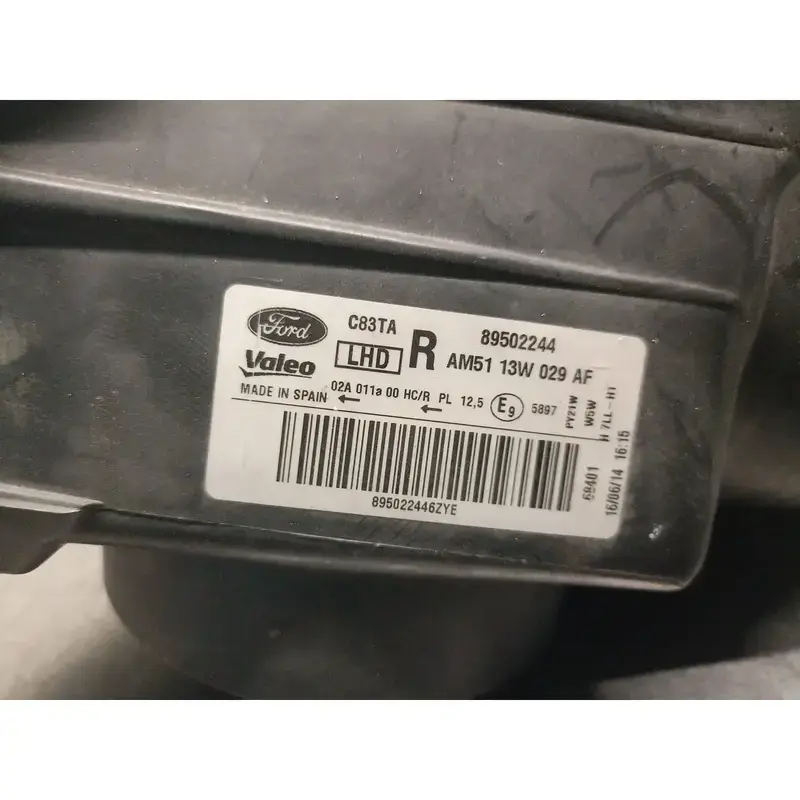 Ford C83TA 89502244
Valeo LHD R AM51 13W 029 AF
MADE IN SPAIN 02A 011a 00 HC/R PL 12,5 E9 5897
PY21W
W5W
H7LL-H1
895022446ZYE
69401
16/06/14 16:15